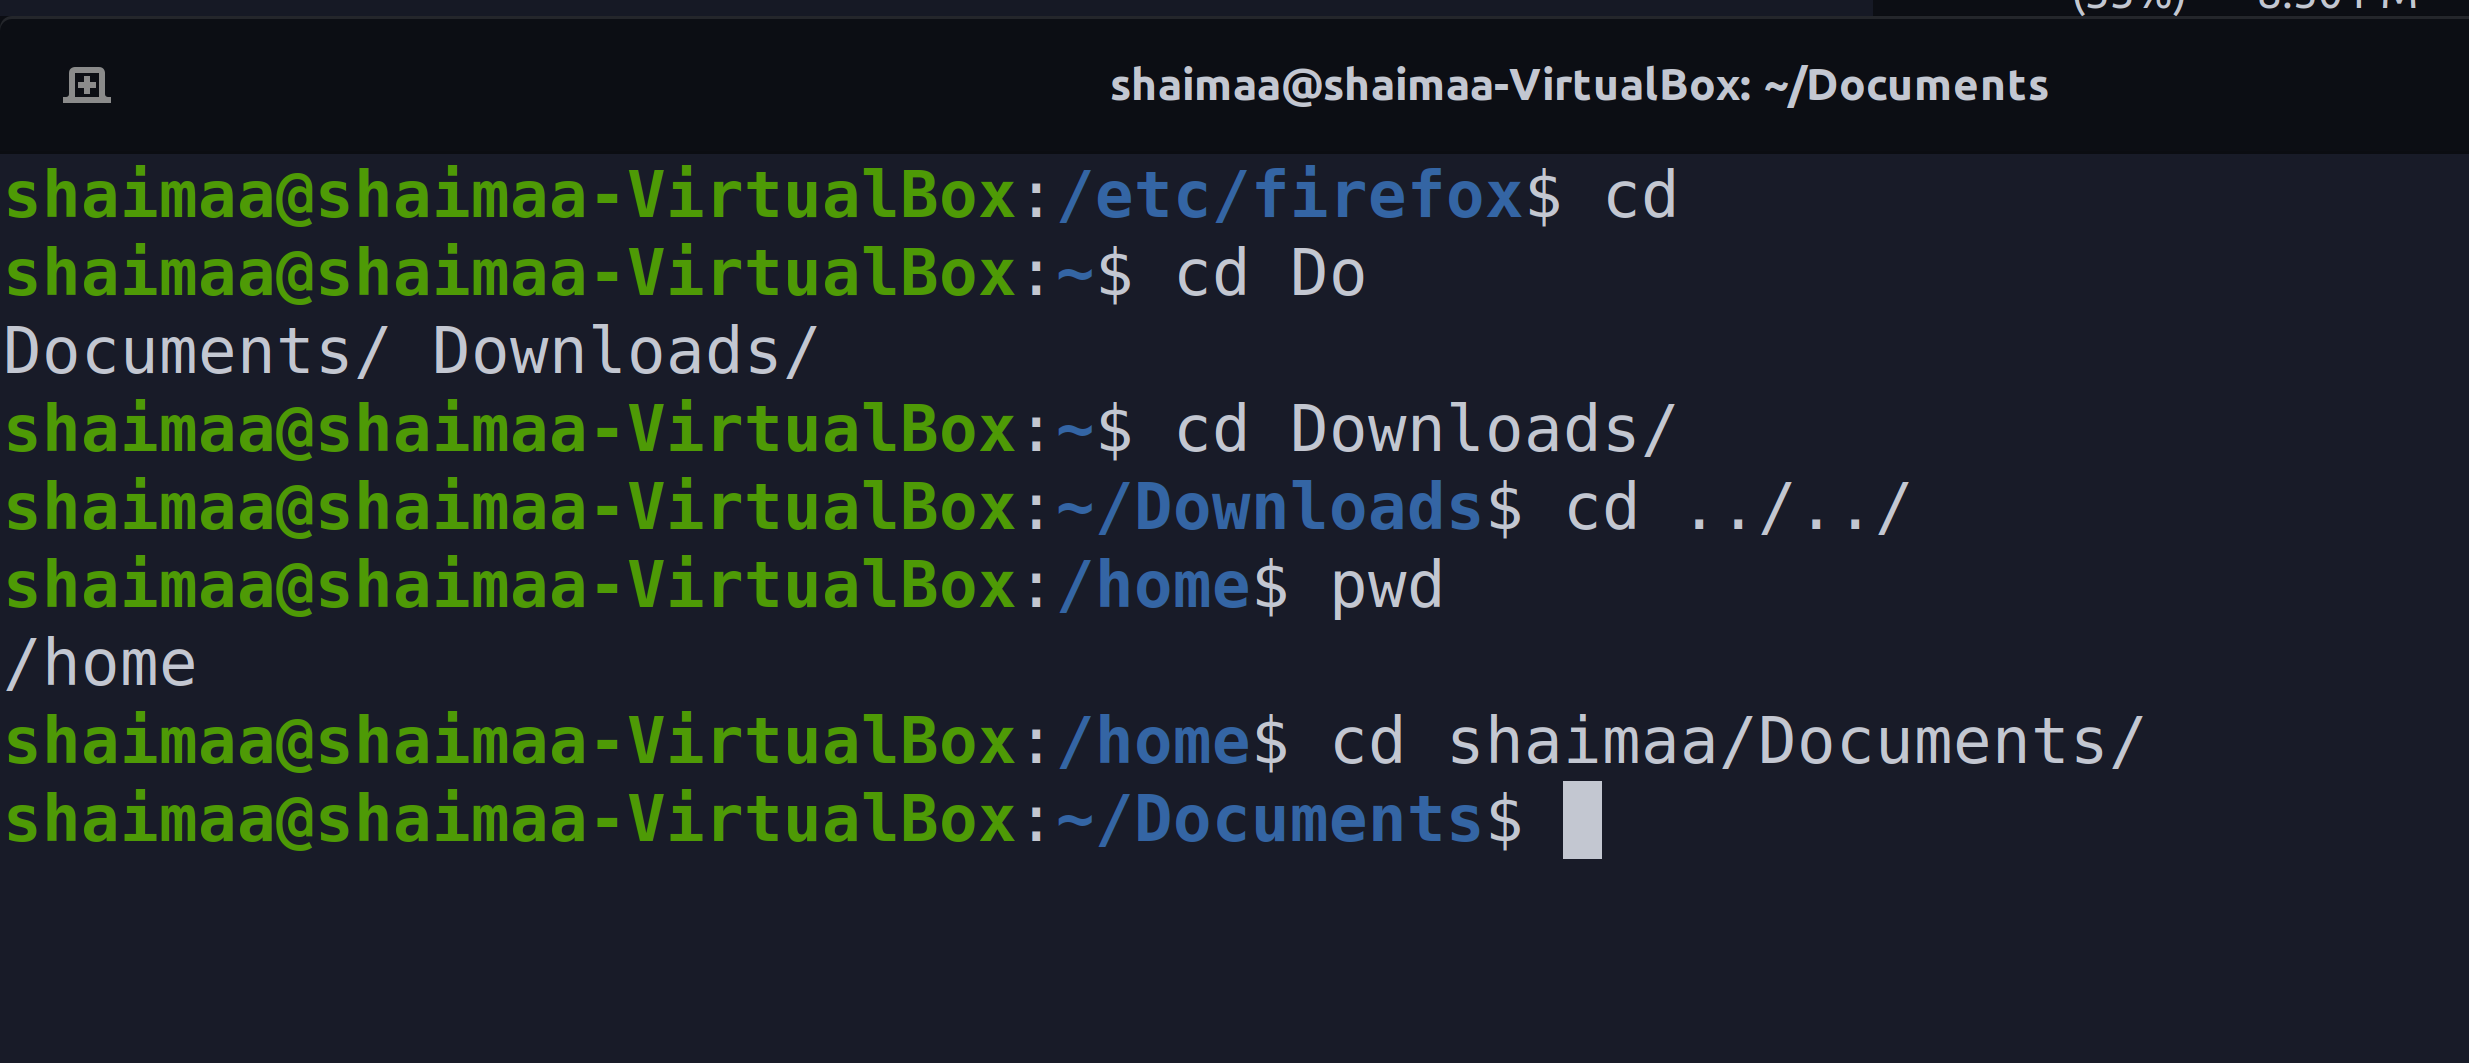 shaimaa@shaimaa-VirtualBox: ~/Documents
shaimaa@shaimaa-VirtualBox:/etc/firefox$ cd
shaimaa@shaimaa-VirtualBox:~$ cd Do
Documents/ Downloads/
shaimaa@shaimaa-VirtualBox:~$ cd Downloads/
shaimaa@shaimaa-VirtualBox:~/Downloads$ cd ../../
shaimaa@shaimaa-VirtualBox:/home$ pwd
/home
shaimaa@shaimaa-VirtualBox:/home$ cd shaimaa/Documents/
shaimaa@shaimaa-VirtualBox:~/Documents$